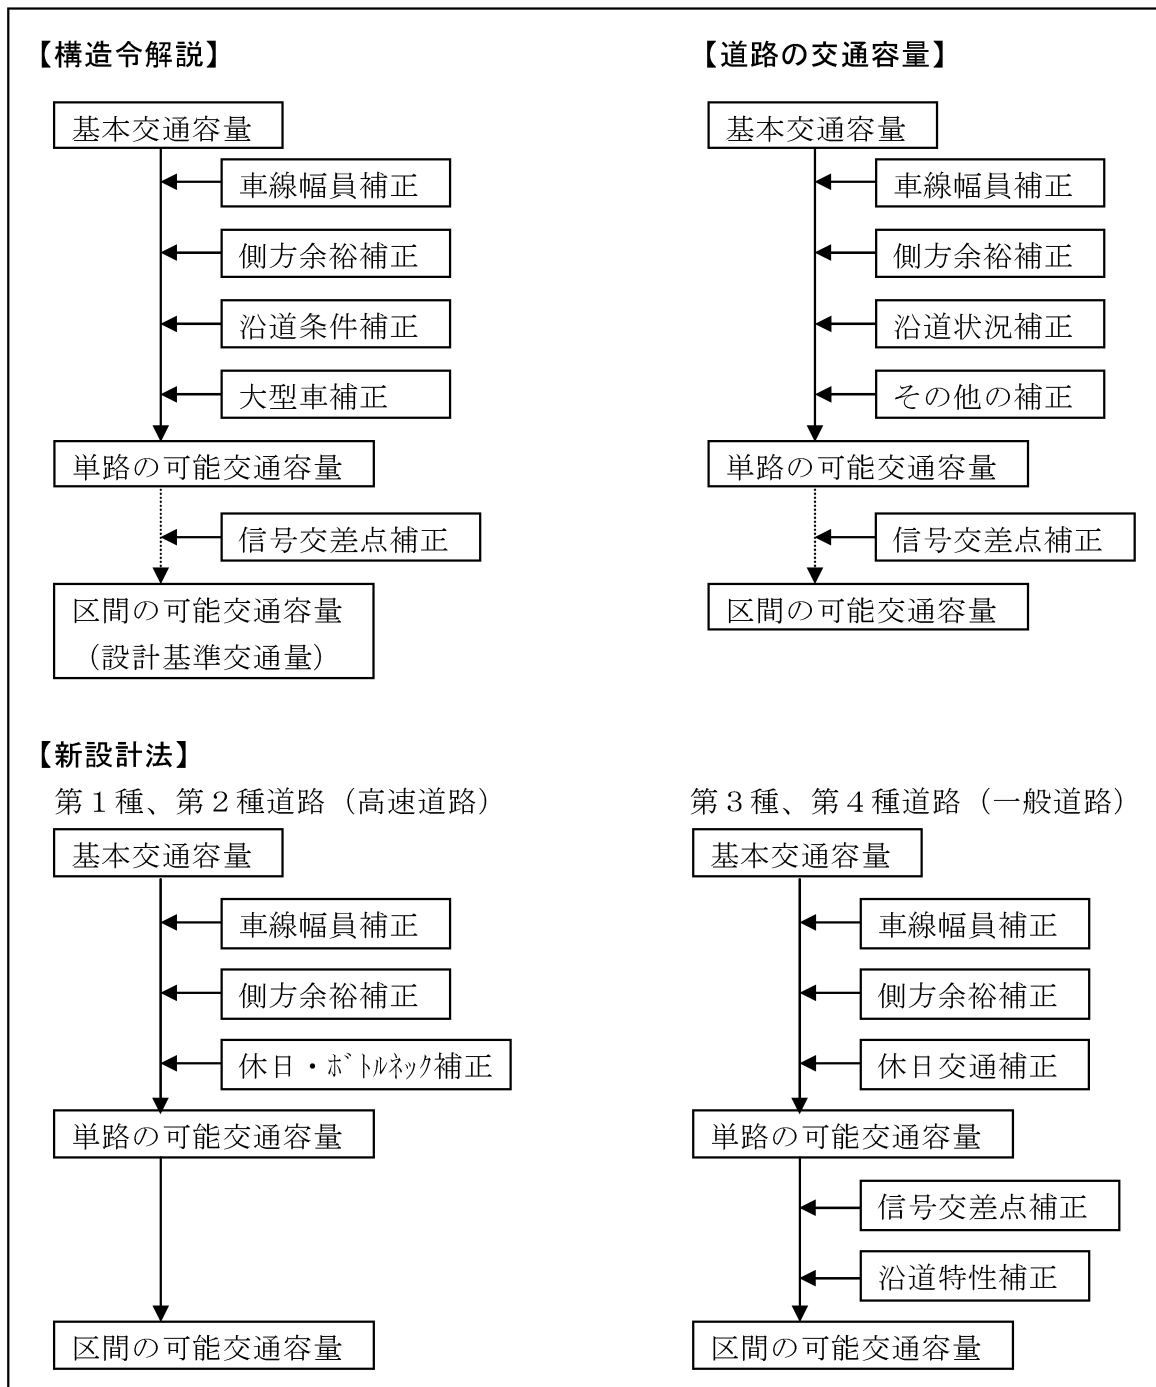 【構造令解説】
基本交通容量
車線幅員補正
側方余裕補正
沿道条件補正
大型車補正
単路の可能交通容量
信号交差点補正
区間の可能交通容量
（設計基準交通量）
【道路の交通容量】
基本交通容量
車線幅員補正
側方余裕補正
沿道状況補正
その他の補正
単路の可能交通容量
信号交差点補正
区間の可能交通容量
【新設計法】
第１種、第２種道路（高速道路）
基本交通容量
車線幅員補正
側方余裕補正
休日・ﾎﾞﾄﾙﾈｯｸ補正
単路の可能交通容量
区間の可能交通容量
第３種、第４種道路（一般道路）
基本交通容量
車線幅員補正
側方余裕補正
休日交通補正
単路の可能交通容量
信号交差点補正
沿道特性補正
区間の可能交通容量